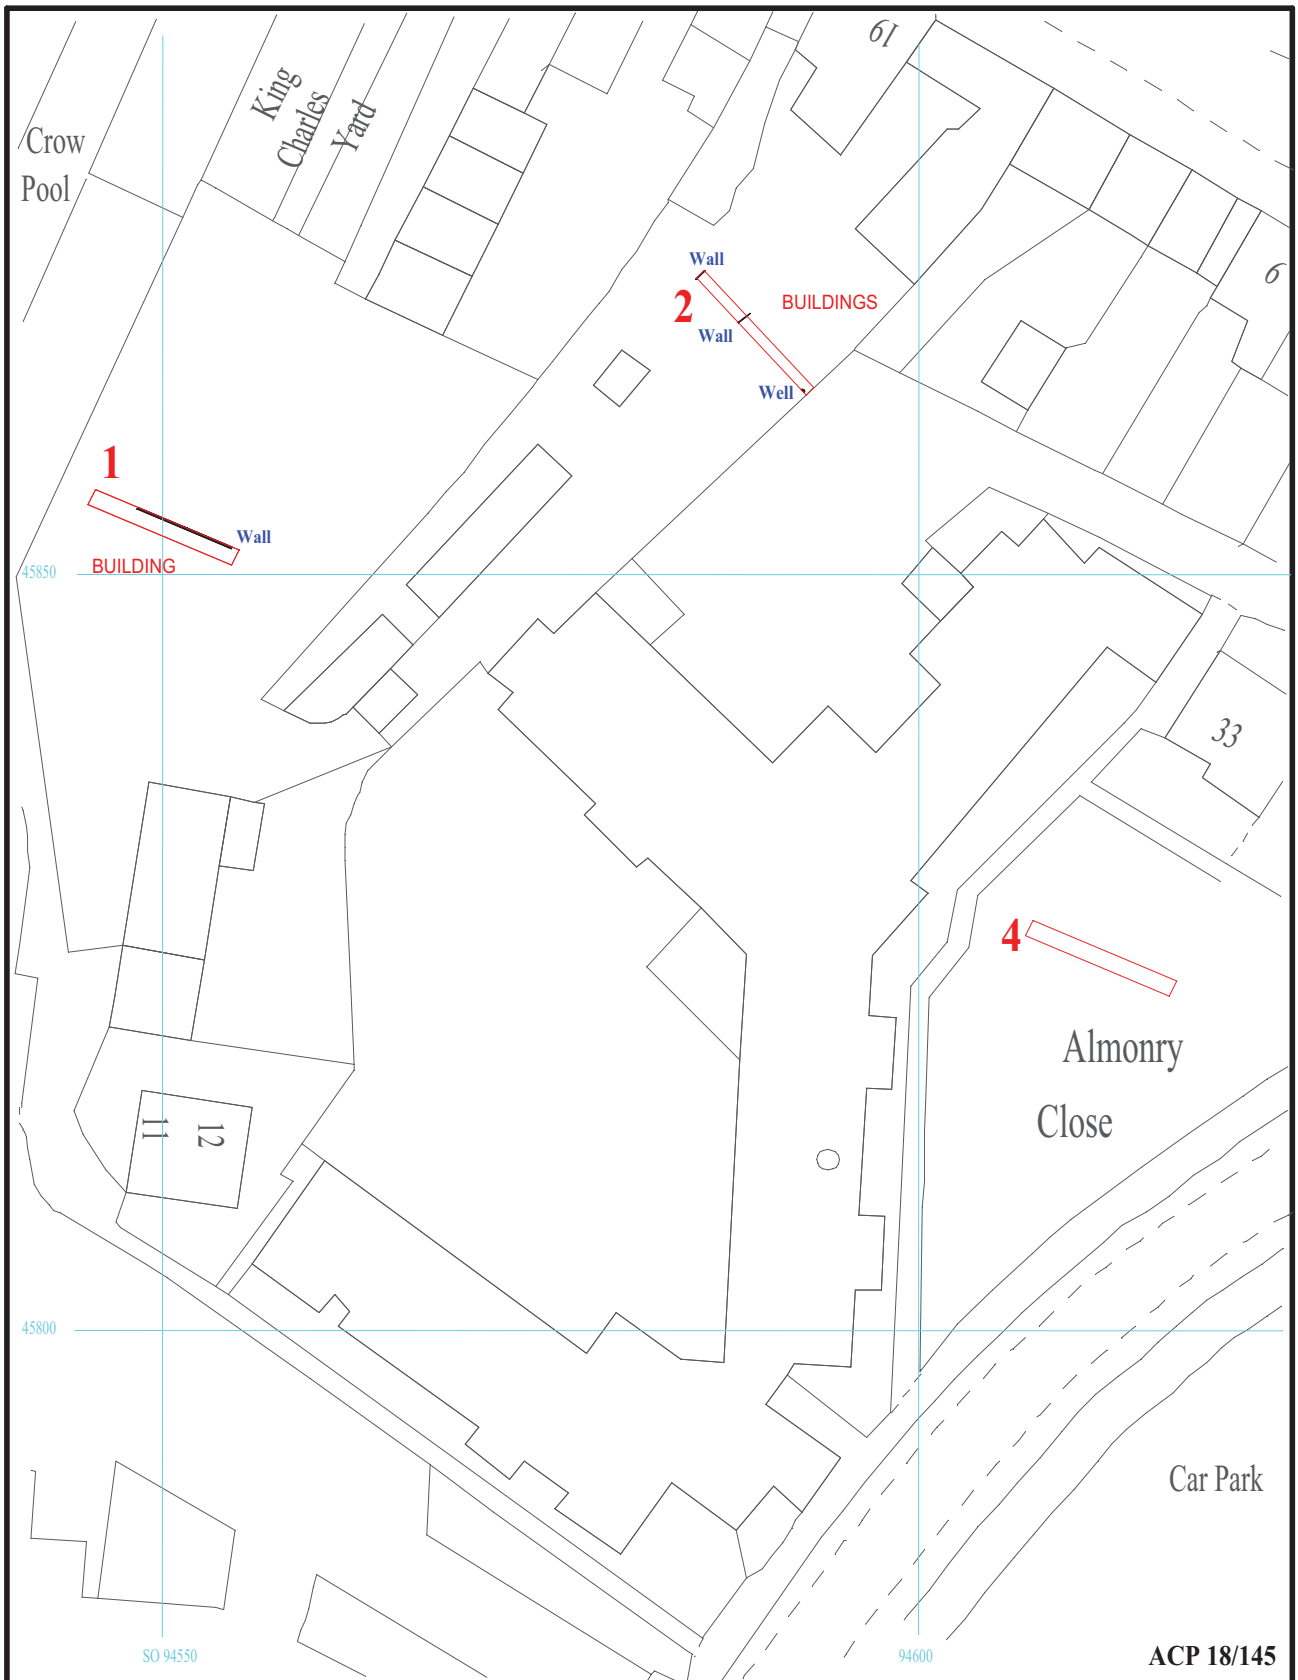 19
King
Charles
Yard
Crow
Pool
Wall
2
BUILDINGS
6
Wall
Well
1
Wall
BUILDING
45850
33
4
Almonry
Close
11
12
45800
Car Park
SO 94550
94600
ACP 18/145